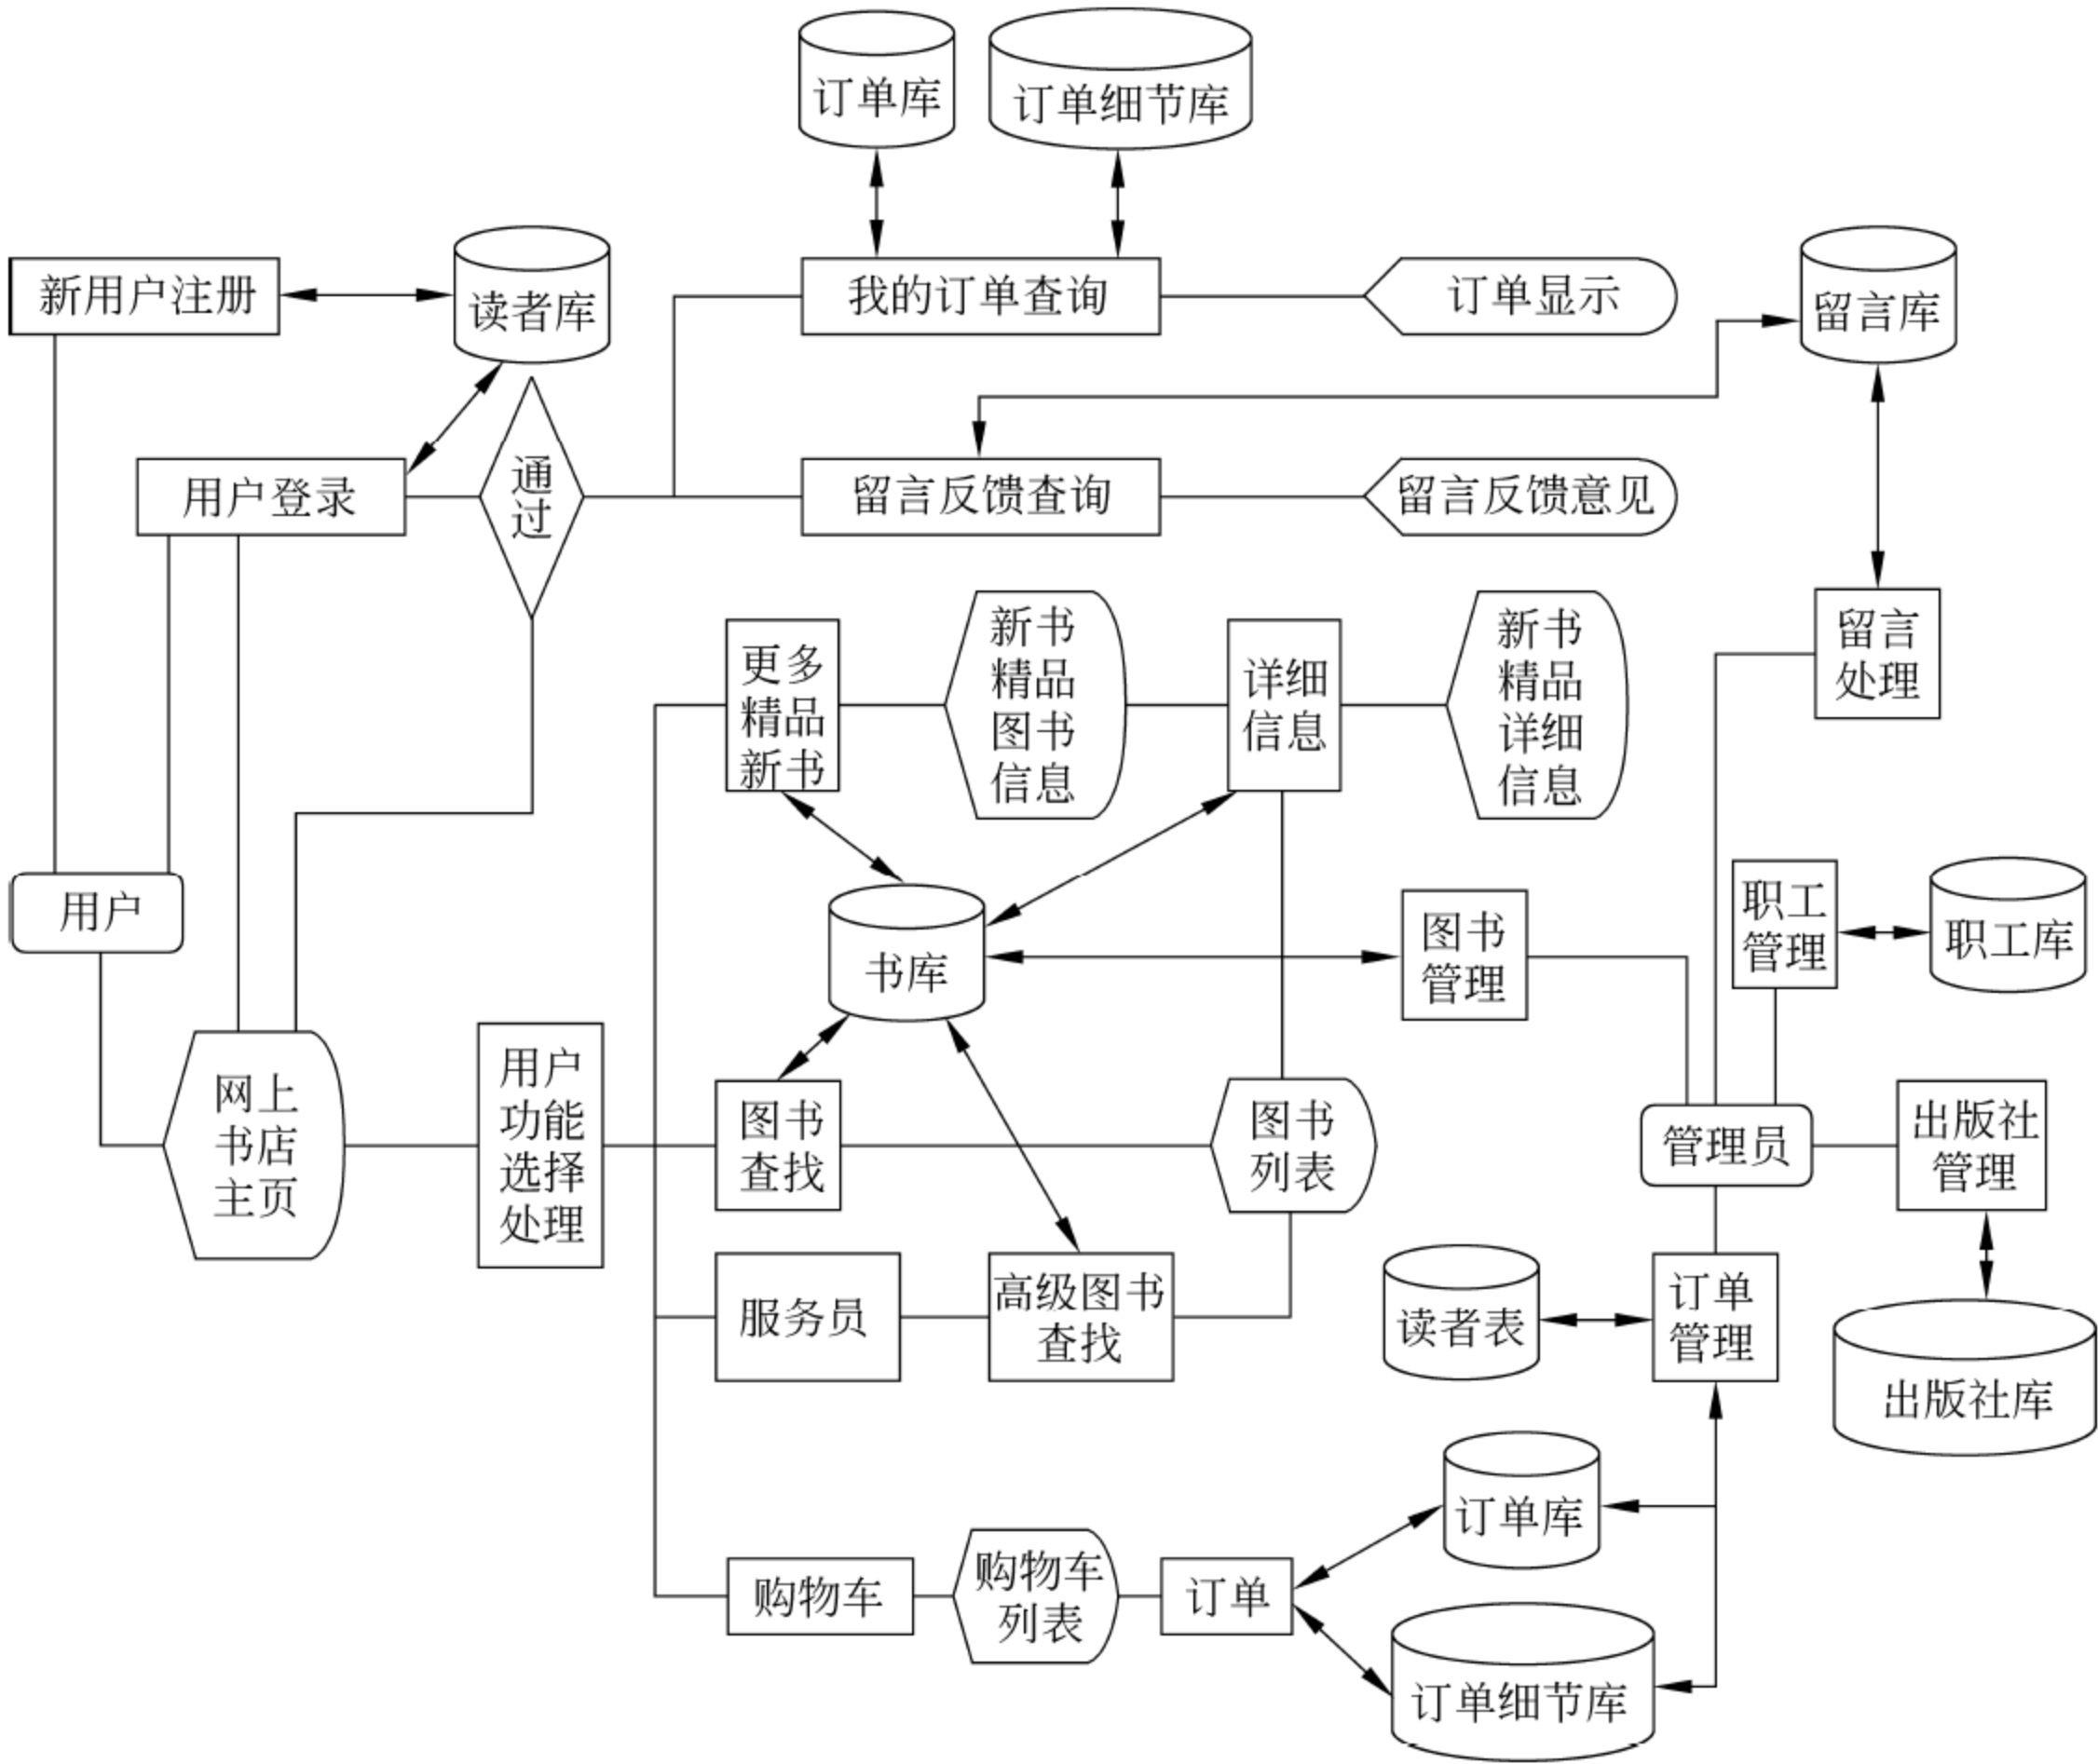 订单库
订单细节库
新用户注册
读者库
我的订单查询
订单显示
留言库
用户登录
通
过
留言反馈查询
留言反馈意见
更多
精品
新书
新书
精品
图书
信息
详细
信息
新书
精品
详细
信息
留言
处理
用户
书库
图书
管理
职工
管理
职工库
网上
书店
主页
用户
功能
选择
处理
图书
查找
图书
列表
管理员
出版社
管理
服务员
高级图书
查找
读者表
订单
管理
出版社库
购物车
购物车
列表
订单
订单库
订单细节库